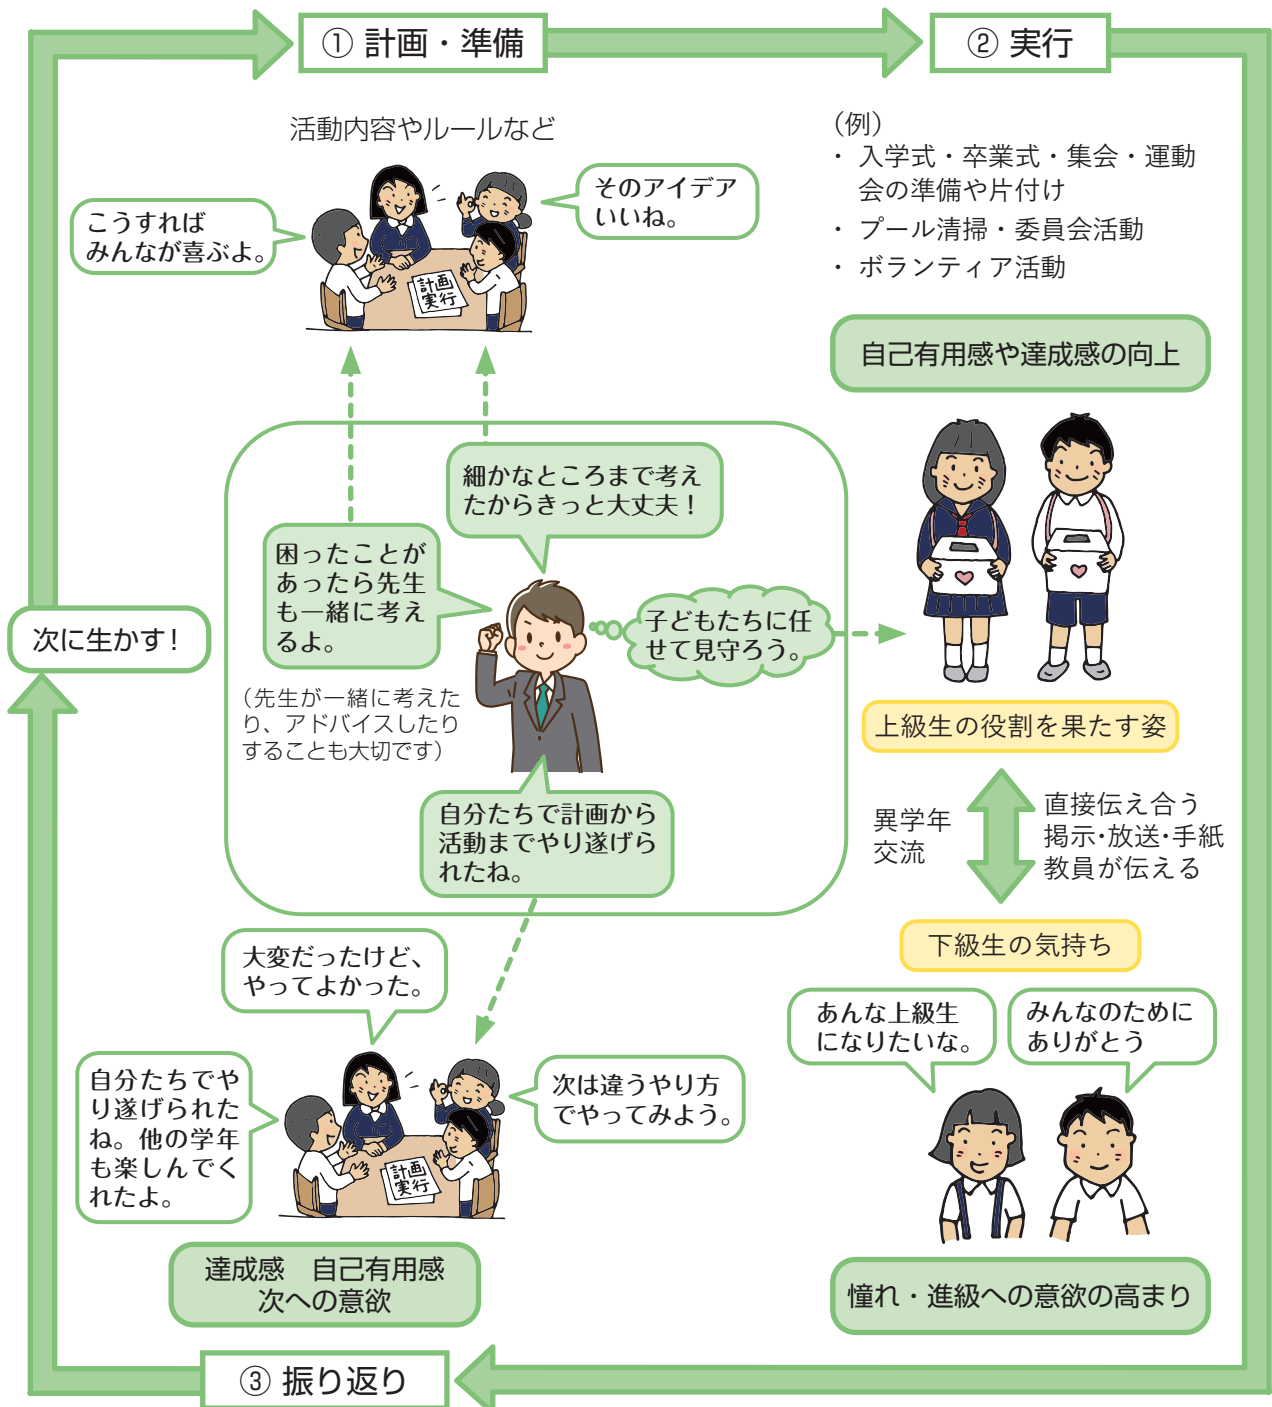 ① 計画・準備
② 実行
活動内容やルールなど
こうすれば
みんなが喜ぶよ。
そのアイデア
いいね。
計画
実行
（例）
・ 入学式・卒業式・集会・運動
会の準備や片付け
・ プール清掃・委員会活動
・ ボランティア活動
自己有用感や達成感の向上
細かなところまで考え
たからきっと大丈夫！
困ったことが
あったら先生
も一緒に考え
るよ。
（先生が一緒に考えた
り、アドバイスしたり
することも大切です）
子どもたちに任
せて見守ろう。
自分たちで計画から
活動までやり遂げら
れたね。
上級生の役割を果たす姿
異学年
交流
直接伝え合う
掲示･放送･手紙
教員が伝える
下級生の気持ち
あんな上級生
になりたいな。
みんなのために
ありがとう
憧れ・進級への意欲の高まり
大変だったけど、
やってよかった。
自分たちでや
り遂げられた
ね。他の学年
も楽しんでく
れたよ。
次は違うやり方
でやってみよう。
計画
実行
達成感　自己有用感
次への意欲
③ 振り返り
次に生かす！